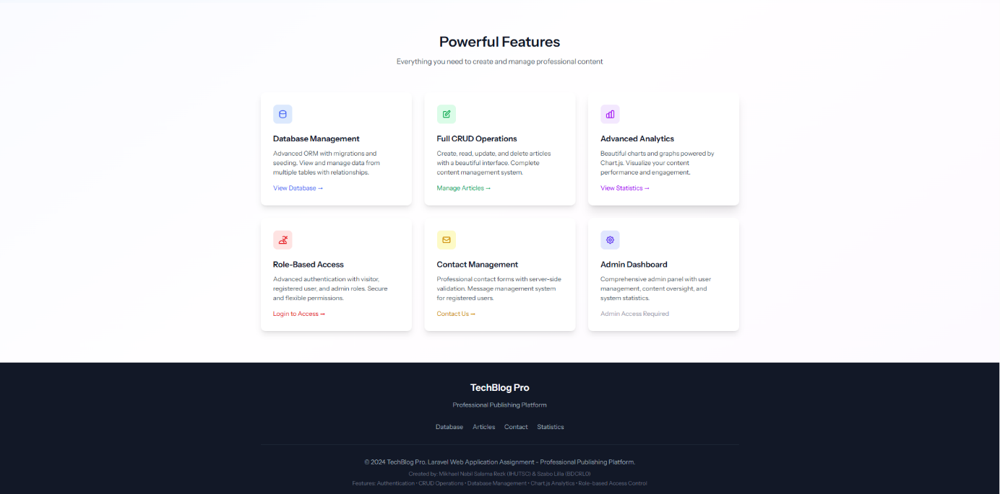 Powerful Features
Everything you need to create and manage professional content
Database Management
Advanced ORM with migrations and
seeding. View and manage data from
multiple tables with relationships.
View Database →
Full CRUD Operations
Create, read, update, and delete articles
with a beautiful interface. Complete
content management system.
Manage Articles →
Advanced Analytics
Beautiful charts and graphs powered by
Chart.js. Visualize your content
performance and engagement.
View Statistics →
Role-Based Access
Advanced authentication with visitor,
registered user, and admin roles. Secure
and flexible permissions.
Login to Access →
Contact Management
Professional contact forms with server-side
validation. Message management system
for registered users.
Contact Us →
Admin Dashboard
Comprehensive admin panel with user
management, content oversight, and
system statistics.
Admin Access Required
TechBlog Pro
Professional Publishing Platform
Database Articles Contact Statistics
© 2024 TechBlog Pro. Laravel Web Application Assignment - Professional Publishing Platform.
Created by: Mikhael Nabil Salama Rezk (IHUTSC) & Szabo Lilla (BDCRLG)
Features: Authentication • CRUD Operations • Database Management • Chart.js Analytics • Role-based Access Control